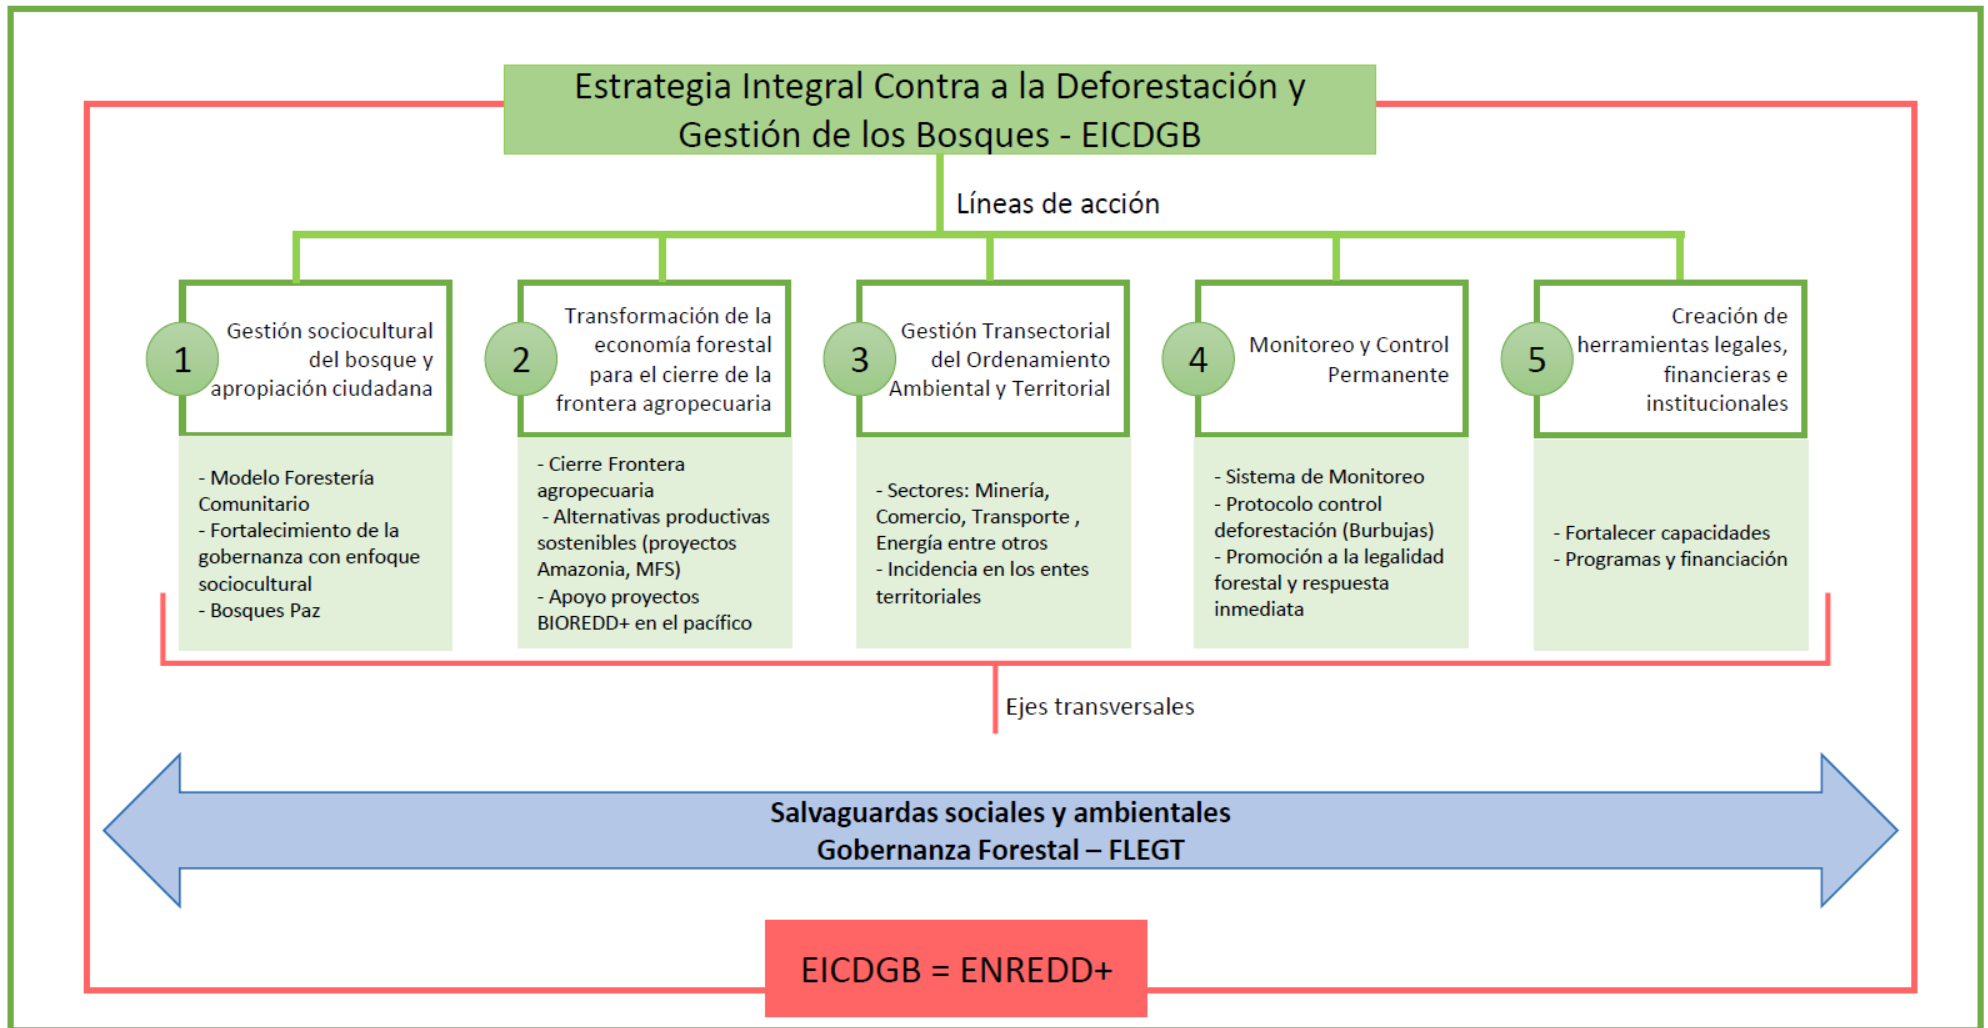 Estrategia Integral Contra a la Deforestación y
Gestión de los Bosques - EICDGB
Líneas de acción
1
Gestión sociocultural
del bosque y
apropiación ciudadana
- Modelo Forestería
Comunitario
- Fortalecimiento de la
gobernanza con enfoque
sociocultural
- Bosques Paz
2
Transformación de la
economía forestal
para el cierre de la
frontera agropecuaria
- Cierre Frontera
agropecuaria
- Alternativas productivas
sostenibles (proyectos
Amazonia, MFS)
- Apoyo proyectos
BIOREDD+ en el pacífico
3
Gestión Transectorial
del Ordenamiento
Ambiental y Territorial
- Sectores: Minería,
Comercio, Transporte ,
Energía entre otros
- Incidencia en los entes
territoriales
4
Monitoreo y Control
Permanente
- Sistema de Monitoreo
- Protocolo control
deforestación (Burbujas)
- Promoción a la legalidad
forestal y respuesta
inmediata
5
Creación de
herramientas legales,
financieras e
institucionales
- Fortalecer capacidades
- Programas y financiación
Ejes transversales
Salvaguardas sociales y ambientales
Gobernanza Forestal – FLEGT
EICDGB = ENREDD+